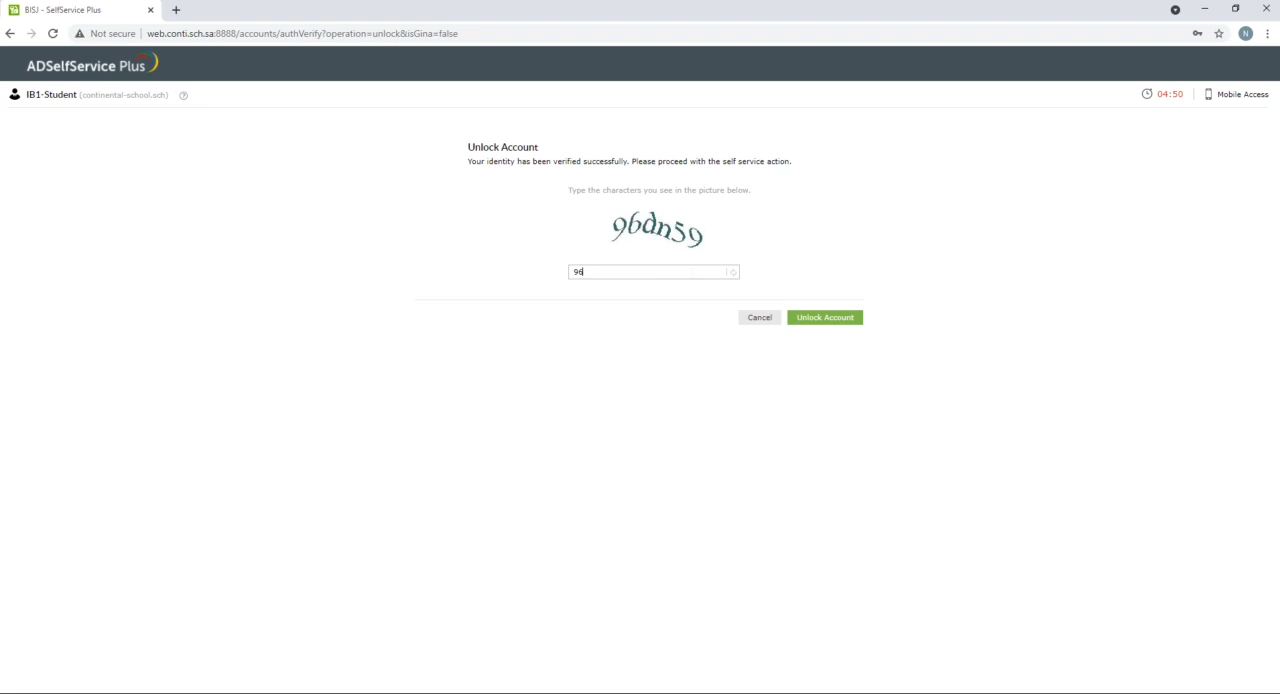 BISJ - SelfService Plus
Not secure | web.conti.sch.sa:8888/accounts/authVerify?operation=unlock&isGina=false
N
ADSelfService Plus
IB1-Student (continental-school.sch) ?
04:50 | Mobile Access
Unlock Account
Your identity has been verified successfully. Please proceed with the self service action.
Type the characters you see in the picture below.
96dn59
96
Cancel
Unlock Account